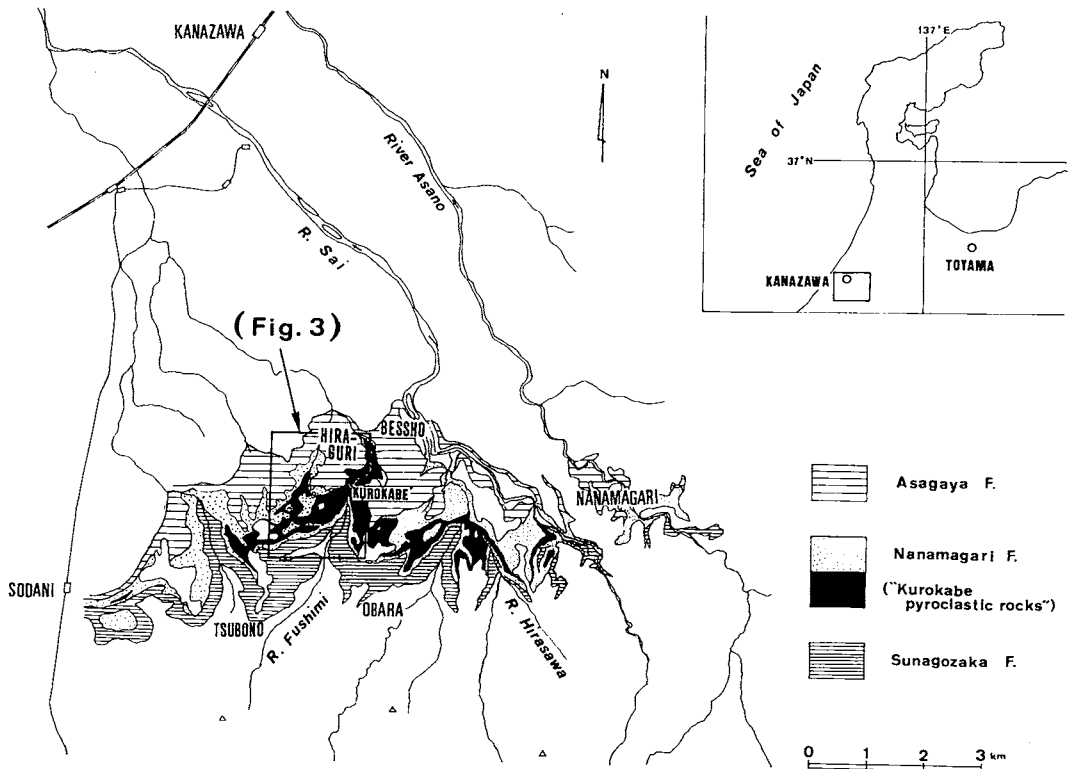 KANAZAWA
N
River Asano
R. Sai
(Fig. 3)
HIRA-
GURI
BESSHO
KUROKABE
NANAMAGARI
SODANI
TSUBONO
R. Fushimi
OBARA
R. Hirasawa
137°E
Sea of Japan
37°N
TOYAMA
KANAZAWA
Asagaya F.
Nanamagari F.
("Kurokabe
pyroclastic rocks")
Sunagozaka F.
0 1 2 3 km